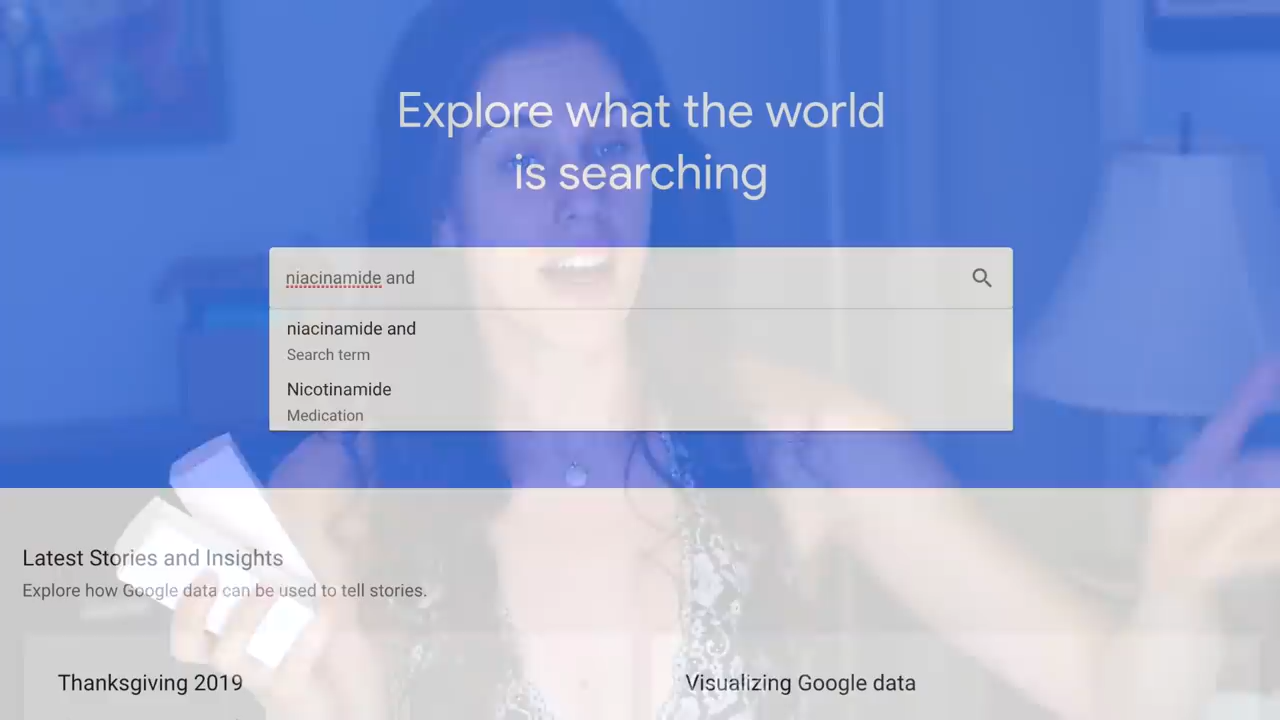 Explore what the world
is searching
niacinamide and
niacinamide and
Search term
Nicotinamide
Medication
Latest Stories and Insights
Explore how Google data can be used to tell stories.
Thanksgiving 2019
Visualizing Google data